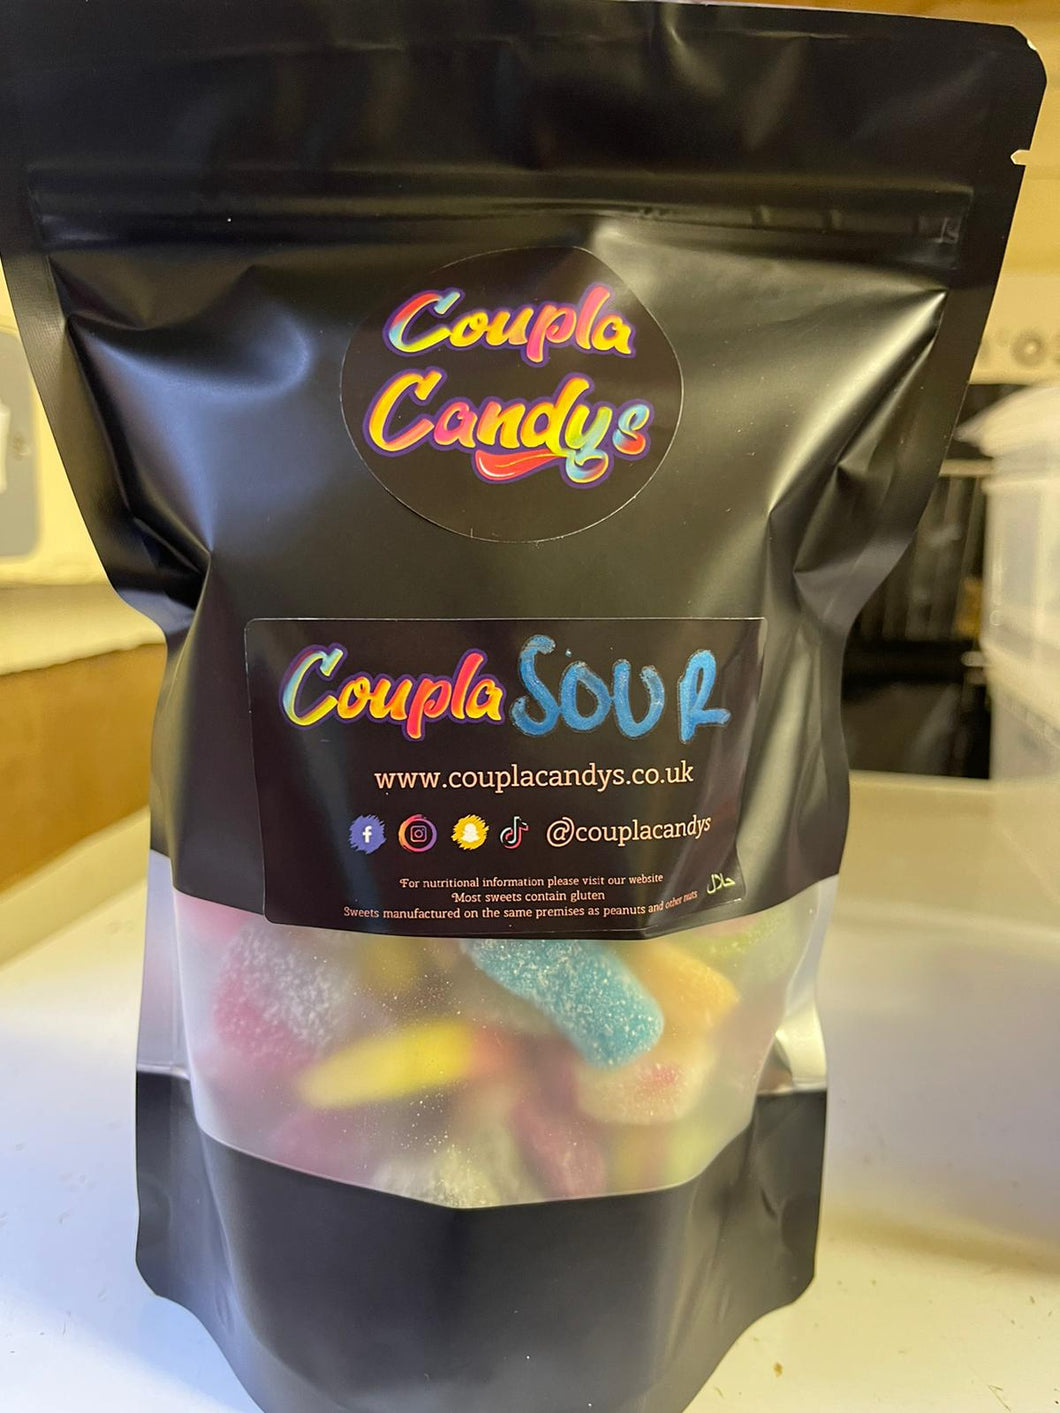 Coupla
Candys
Coupla SOUR
www.couplacandys.co.uk
@couplacandys
For nutritional information please visit our website
Most sweets contain gluten
Sweets manufactured on the same premises as peanuts and other nuts
حلال